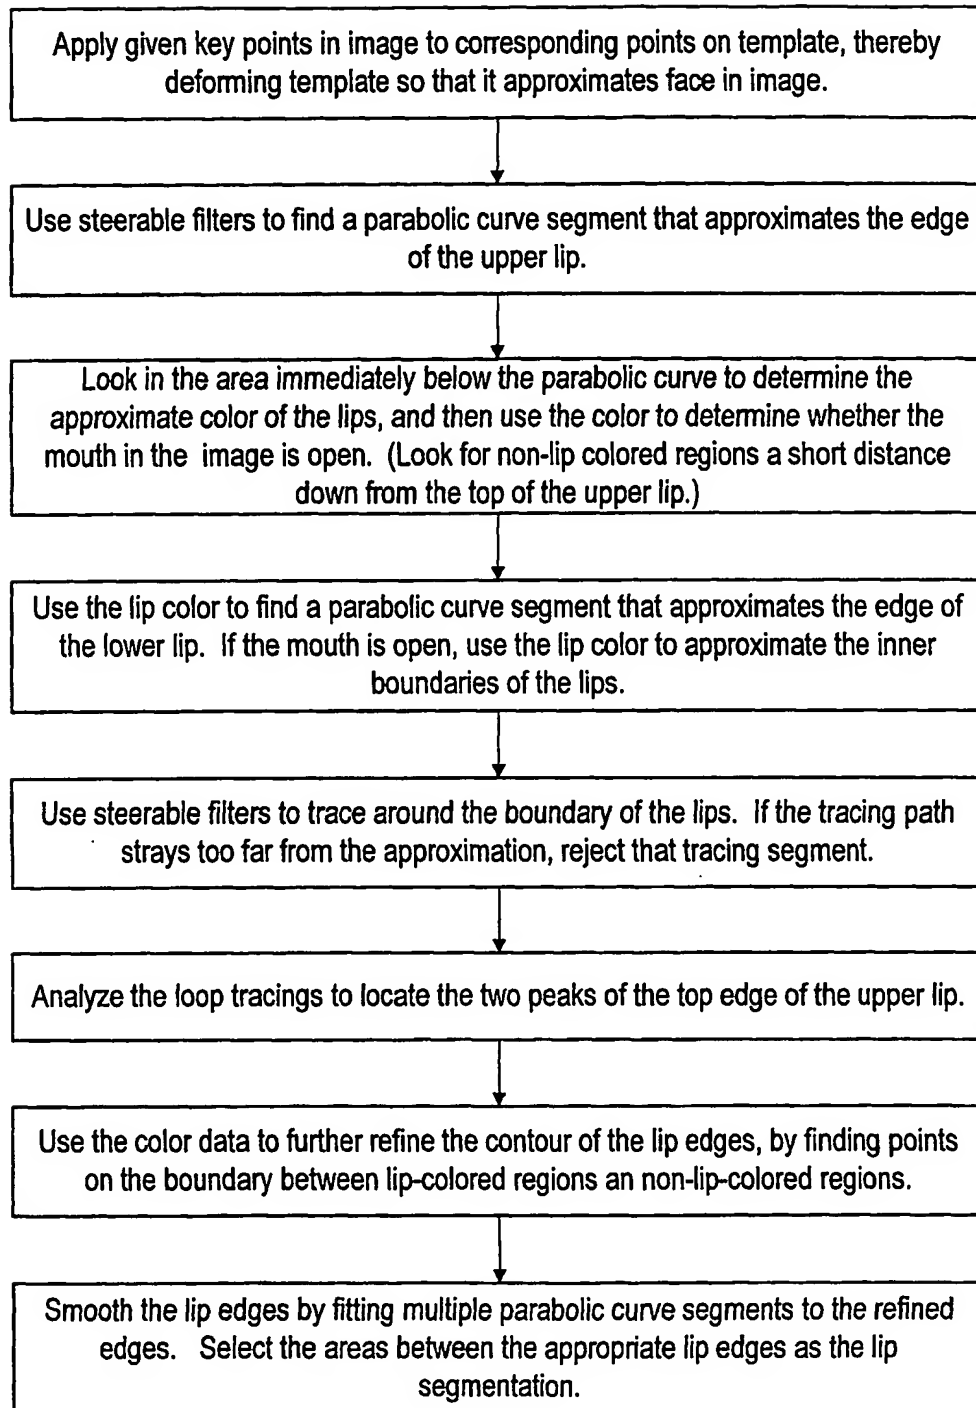 Apply given key points in image to corresponding points on template, thereby
deforming template so that it approximates face in image.
Use steerable filters to find a parabolic curve segment that approximates the edge
of the upper lip.
Look in the area immediately below the parabolic curve to determine the
approximate color of the lips, and then use the color to determine whether the
mouth in the image is open. (Look for non-lip colored regions a short distance
down from the top of the upper lip.)
Use the lip color to find a parabolic curve segment that approximates the edge of
the lower lip. If the mouth is open, use the lip color to approximate the inner
boundaries of the lips.
Use steerable filters to trace around the boundary of the lips. If the tracing path
strays too far from the approximation, reject that tracing segment.
Analyze the loop tracings to locate the two peaks of the top edge of the upper lip.
Use the color data to further refine the contour of the lip edges, by finding points
on the boundary between lip-colored regions an non-lip-colored regions.
Smooth the lip edges by fitting multiple parabolic curve segments to the refined
edges. Select the areas between the appropriate lip edges as the lip
segmentation.